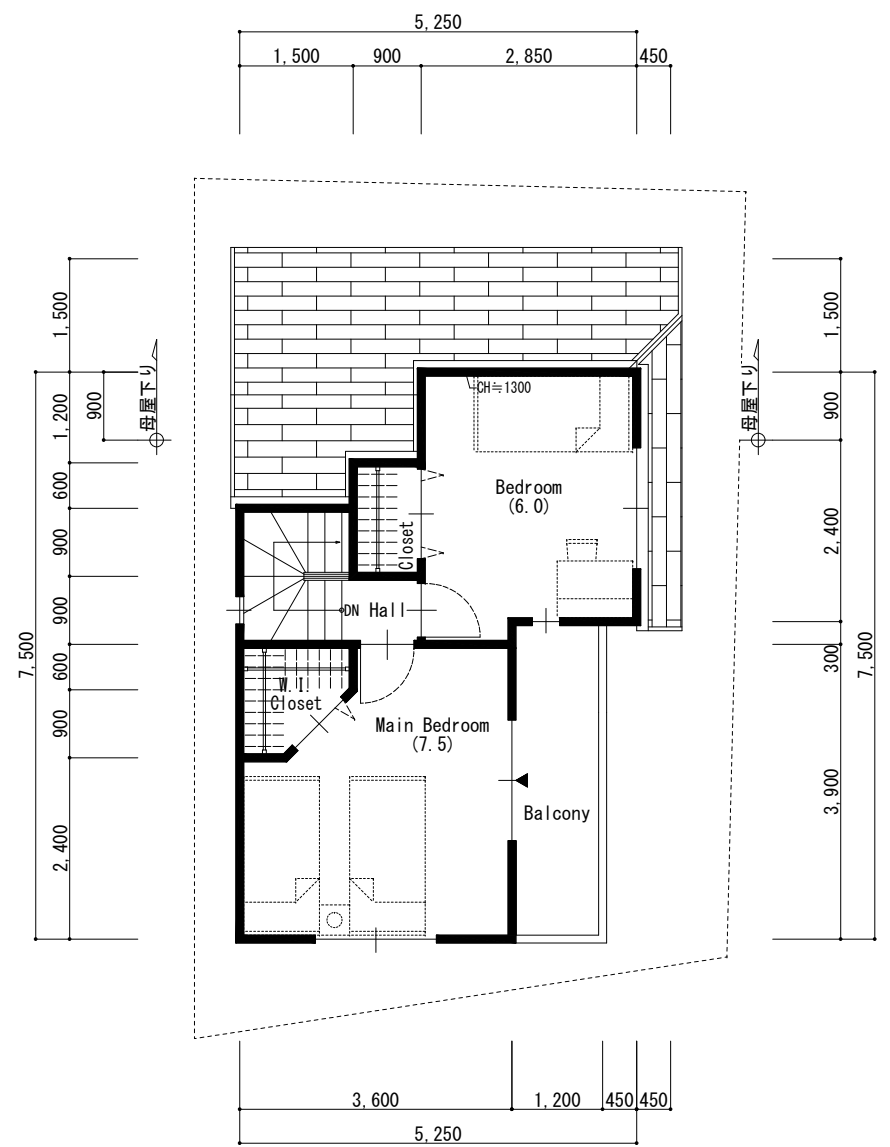 5,250
1,500
900
2,850
450
1,500
1,200
900
600
900
900
7,500
600
900
2,400
母屋下り
母屋下り
1,500
900
2,400
300
7,500
3,900
CH≒1300
Bedroom
(6.0)
Closet
DN
Hall
W.I.
Closet
Main Bedroom
(7.5)
Balcony
3,600
1,200
450
450
5,250